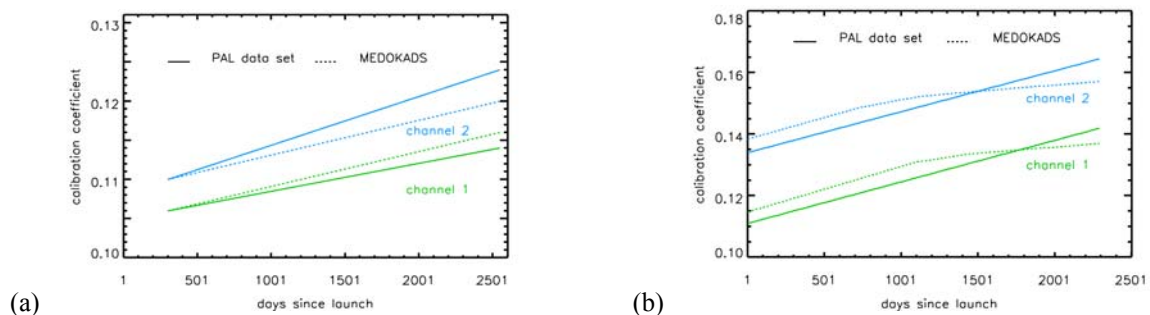 0.13
PAL data set
MEDOKADS
0.12
channel 2
0.11
channel 1
0.10
1 501 1001 1501 2001 2501
days since launch
calibration coefficient
(a)
0.18
PAL data set
MEDOKADS
0.16
channel 2
0.14
channel 1
0.12
0.10
1 501 1001 1501 2001 2501
days since launch
calibration coefficient
(b)